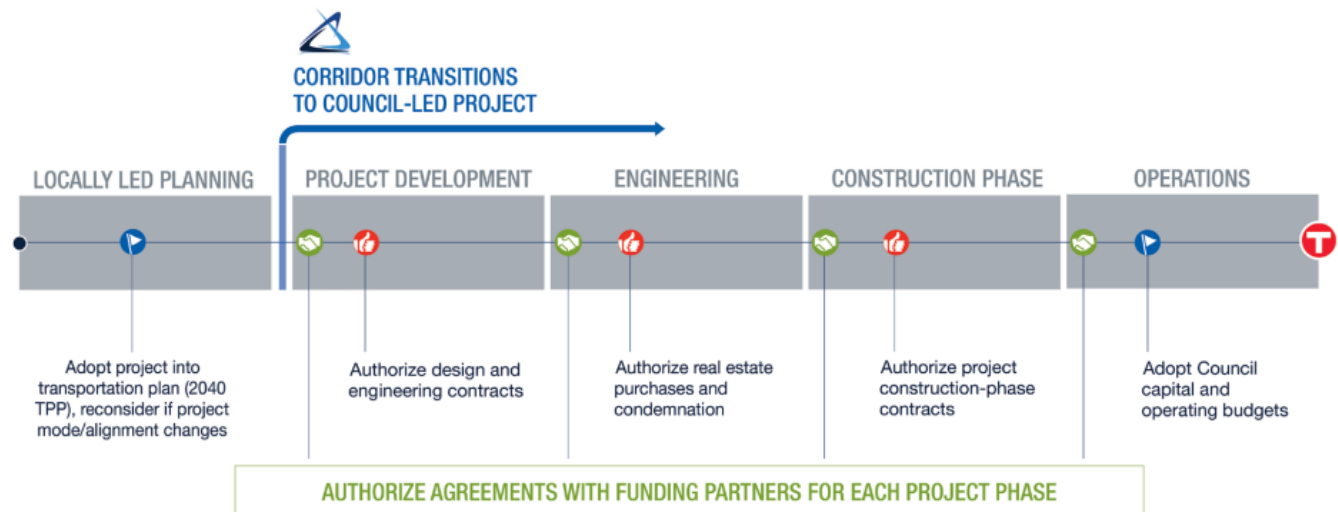 CORRIDOR TRANSITIONS
TO COUNCIL-LED PROJECT
LOCALLY LED PLANNING
PROJECT DEVELOPMENT
ENGINEERING
CONSTRUCTION PHASE
OPERATIONS
T
Adopt project into
transportation plan (2040
TPP), reconsider if project
mode/alignment changes
Authorize design and
engineering contracts
Authorize real estate
purchases and
condemnation
Authorize project
construction-phase
contracts
Adopt Council
capital and
operating budgets
AUTHORIZE AGREEMENTS WITH FUNDING PARTNERS FOR EACH PROJECT PHASE